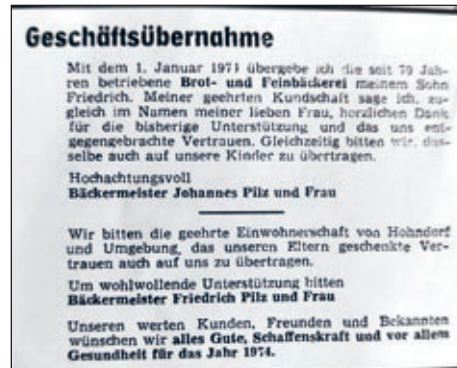 Geschäftsübernahme
Mit dem 1. Januar 1974 übergebe ich die seit 70 Jah-
ren betriebene Brot- und Feinbäckerei meinem Sohn
Friedrich. Meiner geehrten Kundschaft sage ich, zu-
gleich im Namen meiner lieben Frau, herzlichen Dank
für die bisherige Unterstützung und das uns ent-
gegengebrachte Vertrauen. Gleichzeitig bitten wir, das-
selbe auch auf unsere Kinder zu übertragen.
Hochachtungsvoll
Bäckermeister Johannes Pilz und Frau
Wir bitten die geehrte Einwohnerschaft von Hohndorf
und Umgebung, das unseren Eltern geschenkte Ver-
trauen auch auf uns zu übertragen.
Um wohlwollende Unterstützung bitten
Bäckermeister Friedrich Pilz und Frau
Unseren werten Kunden, Freunden und Bekannten
wünschen wir alles Gute, Schaffenskraft und vor allem
Gesundheit für das Jahr 1974.